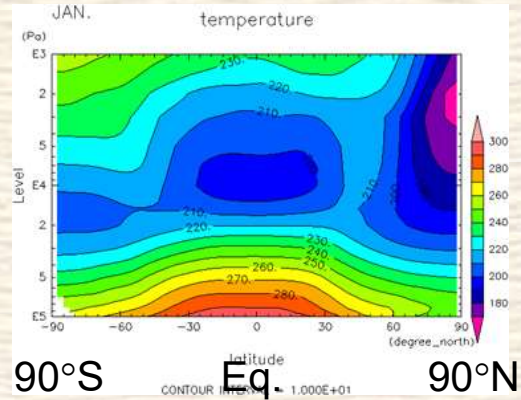 JAN.
temperature
(Pa)
E3
2
5
E4
2
5
E5
Level
230.
220.
210.
210.
200.
210.
220.
230.
240.
250.
260.
270.
280.
300
280
260
240
220
200
180
-90 -60 -30 0 30 60 90
(degree_north)
latitude
90°S Eq. 90°N
CONTOUR INTERVAL = 1.000E+01